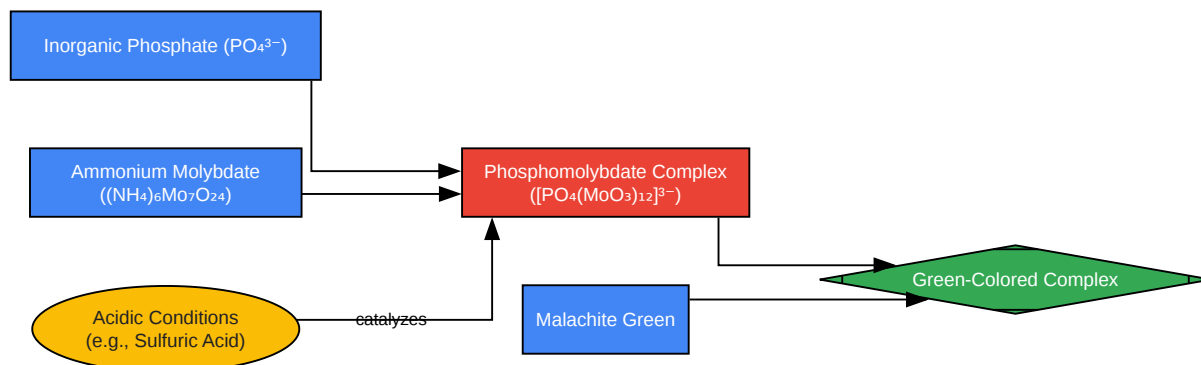 Inorganic Phosphate (PO₄³⁻)
Ammonium Molybdate
((NH₄)₆Mo₇O₂₄)
Phosphomolybdate Complex
([PO₄(MoO₃)₁₂]³⁻)
Green-Colored Complex
Acidic Conditions
(e.g., Sulfuric Acid)
catalyzes
Malachite Green